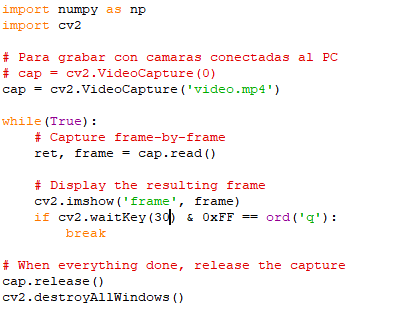 import numpy as np
import cv2

# Para grabar con camaras conectadas al PC
# cap = cv2.VideoCapture(0)
cap = cv2.VideoCapture('video.mp4')

while(True):
    # Capture frame-by-frame
    ret, frame = cap.read()

    # Display the resulting frame
    cv2.imshow('frame', frame)
    if cv2.waitKey(30) & 0xFF == ord('q'):
        break

# When everything done, release the capture
cap.release()
cv2.destroyAllWindows()